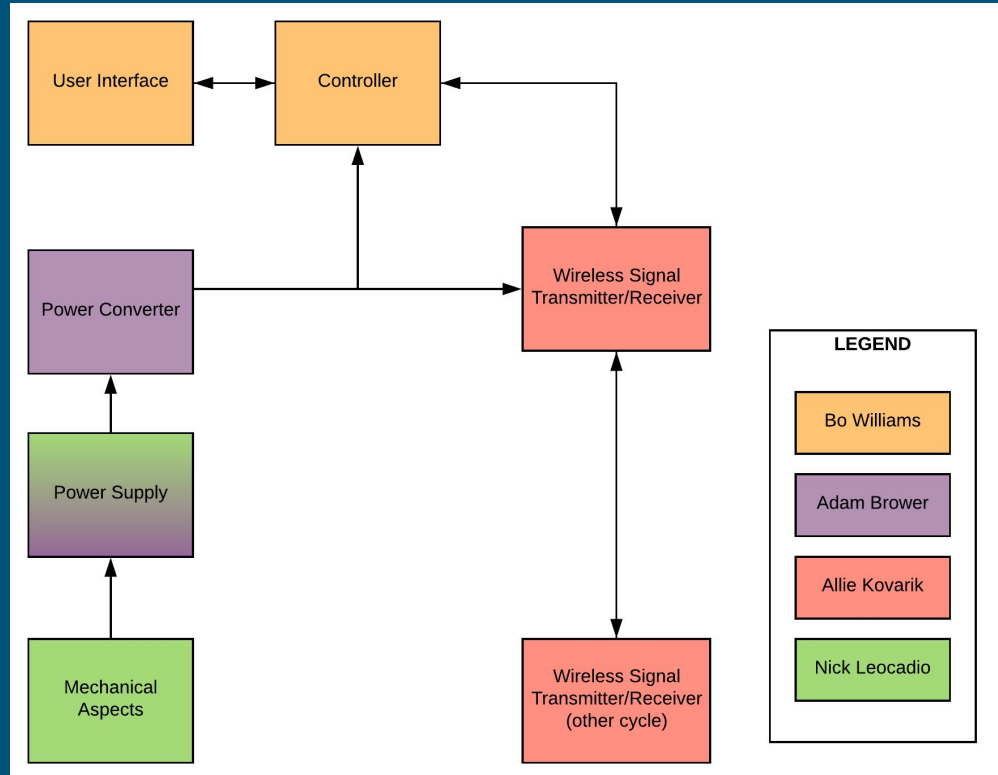 User Interface
Controller
Power Converter
Wireless Signal
Transmitter/Receiver
Power Supply
Mechanical
Aspects
Wireless Signal
Transmitter/Receiver
(other cycle)
LEGEND
Bo Williams
Adam Brower
Allie Kovarik
Nick Leocadio